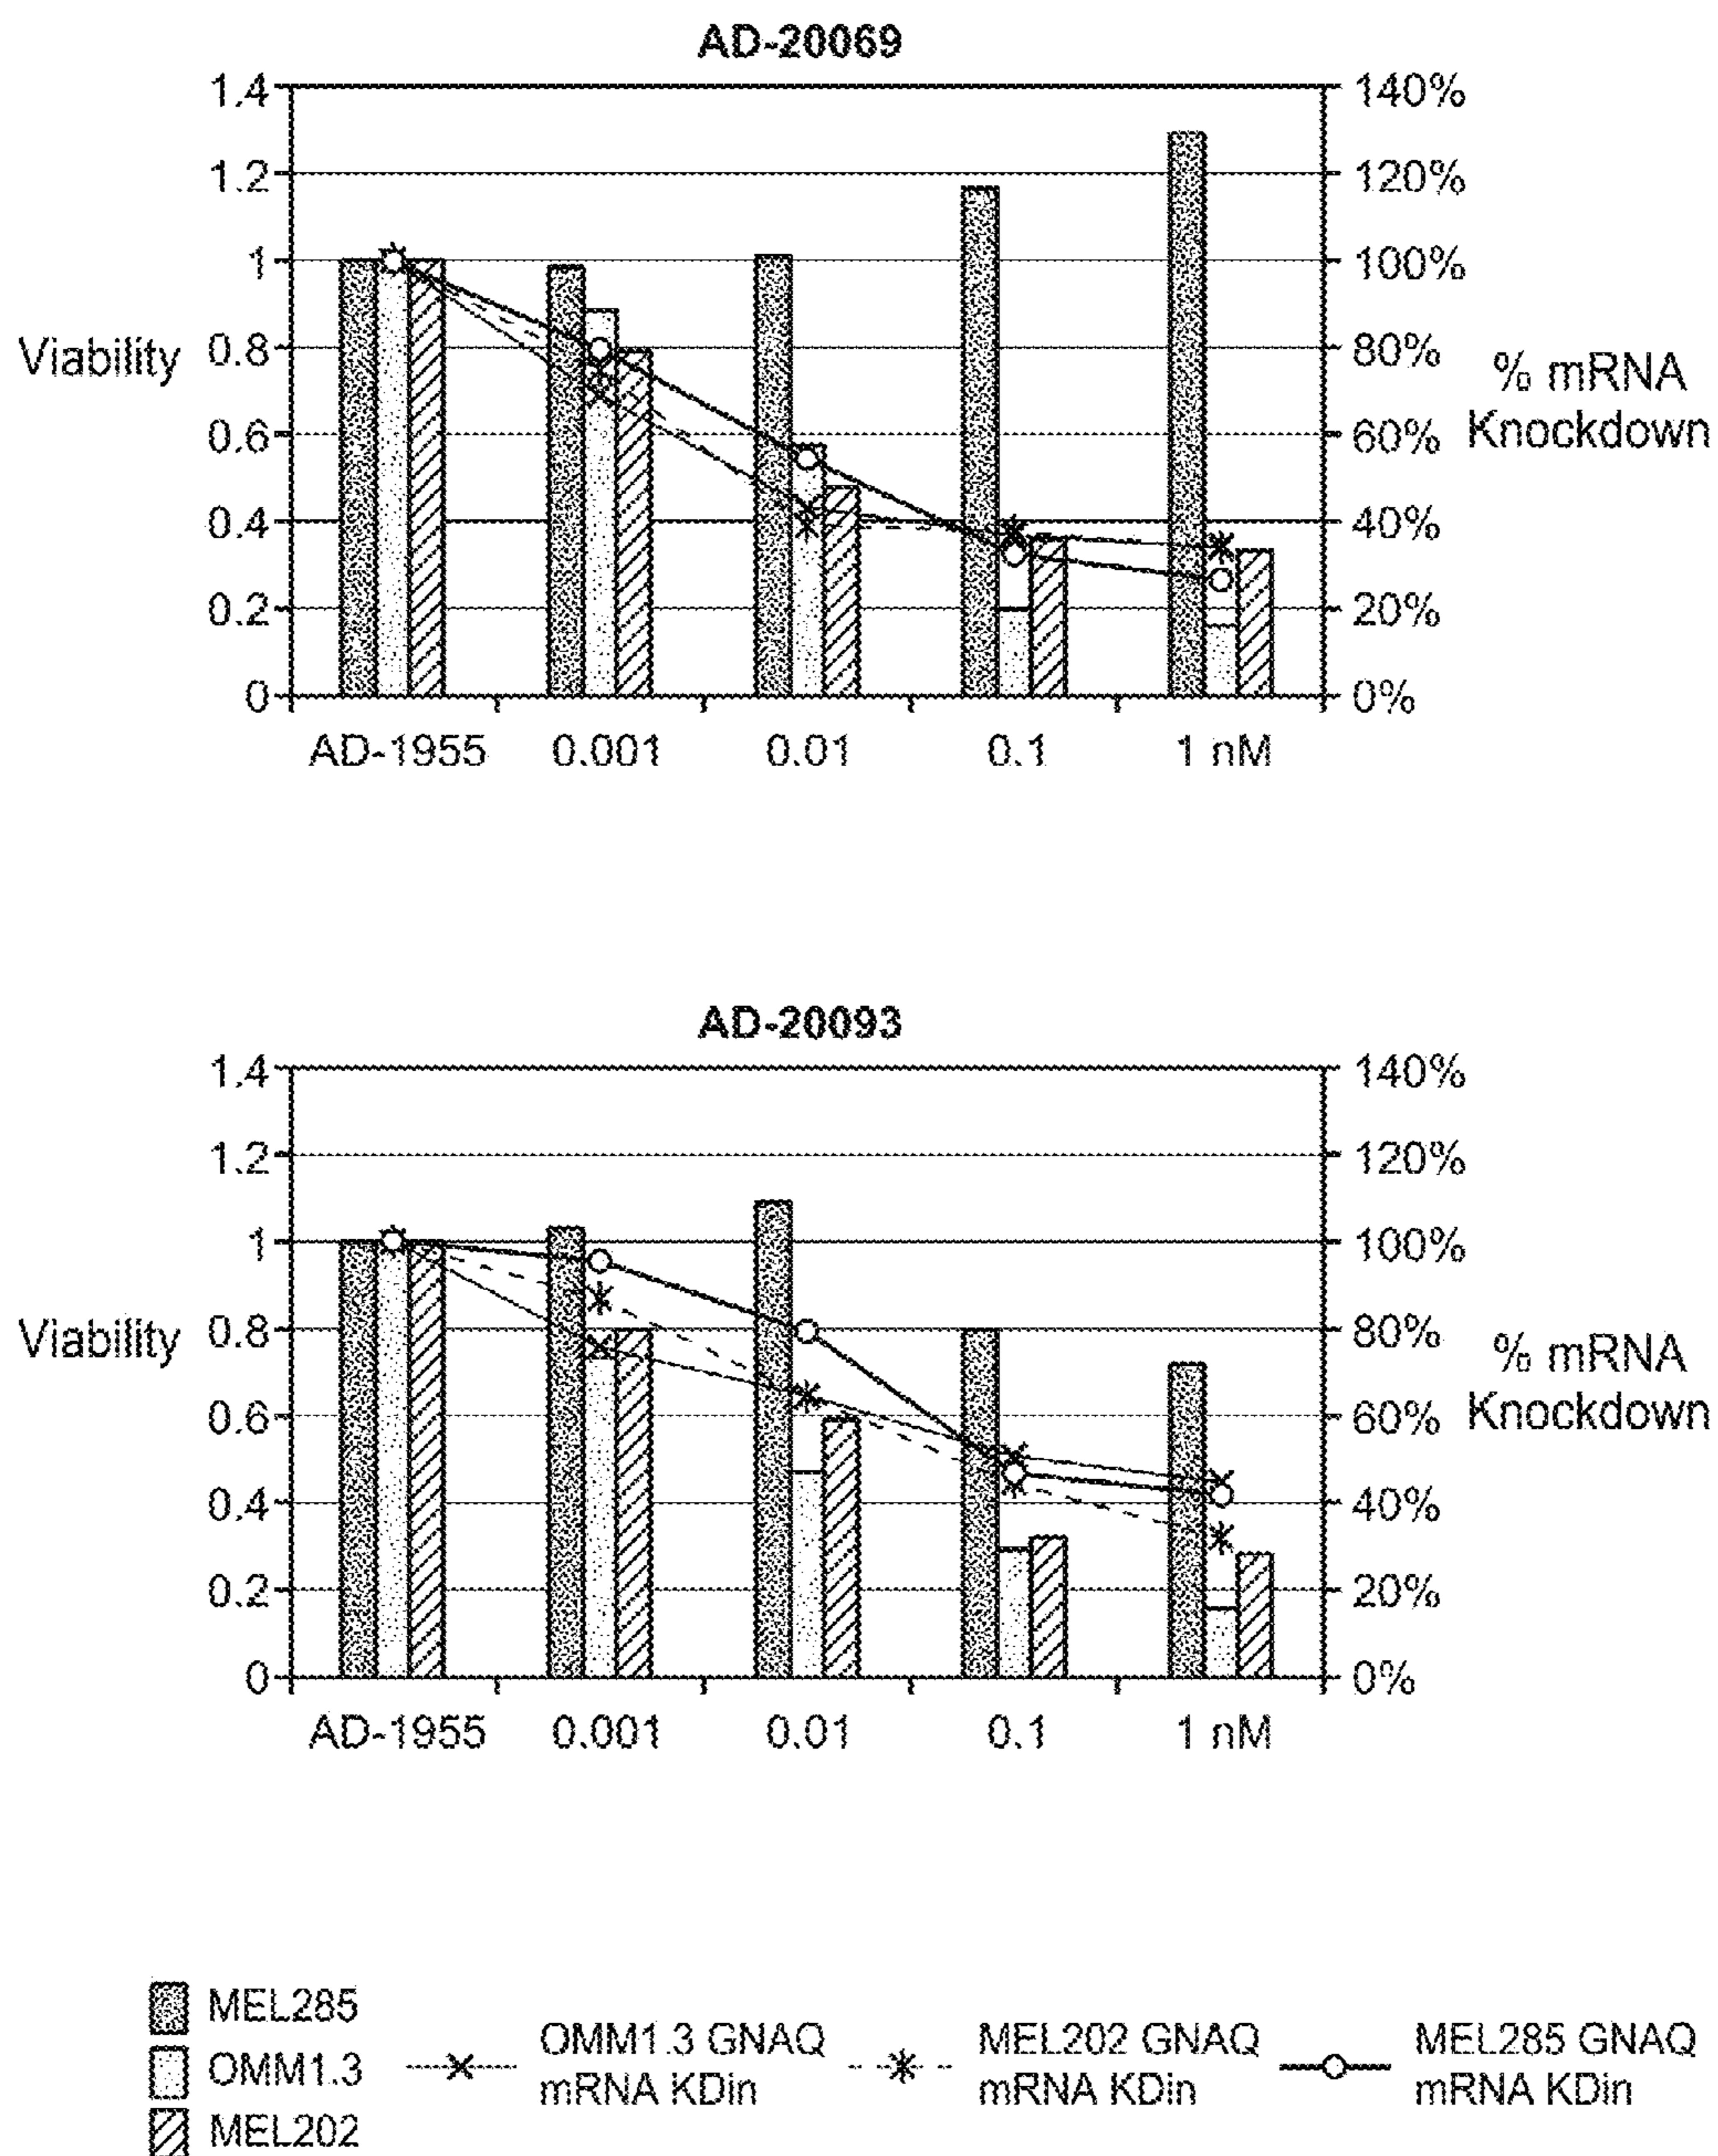 AD-20069
1.4
1.2
1
0.8
0.6
0.4
0.2
0
Viability
140%
120%
100%
80%
60%
40%
20%
0%
% mRNA
Knockdown
AD-1955 0.001 0.01 0.1 1 nM
AD-20093
1.4
1.2
1
0.8
0.6
0.4
0.2
0
Viability
140%
120%
100%
80%
60%
40%
20%
0%
% mRNA
Knockdown
AD-1955 0.001 0.01 0.1 1 nM
MEL285
OMM1.3
MEL202
OMM1.3 GNAQ
mRNA KDin
MEL202 GNAQ
mRNA KDin
MEL285 GNAQ
mRNA KDin